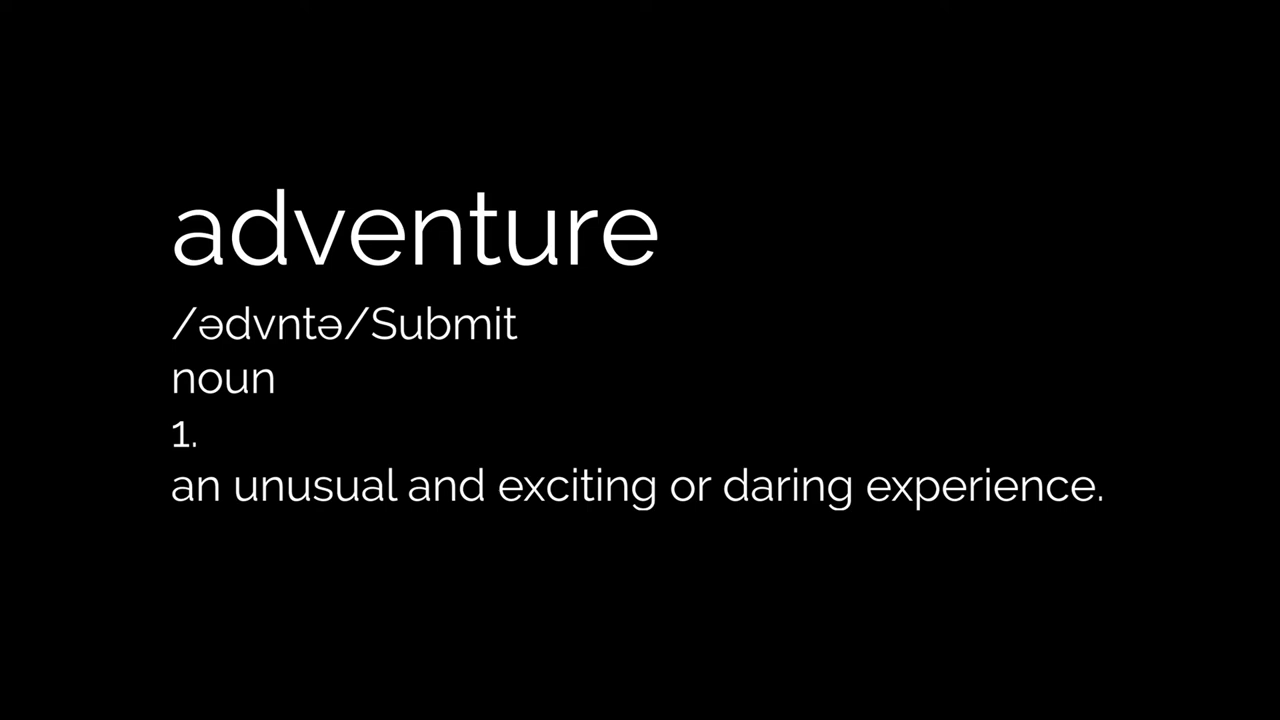 adventure
/ədvntə/Submit
noun
1.
an unusual and exciting or daring experience.